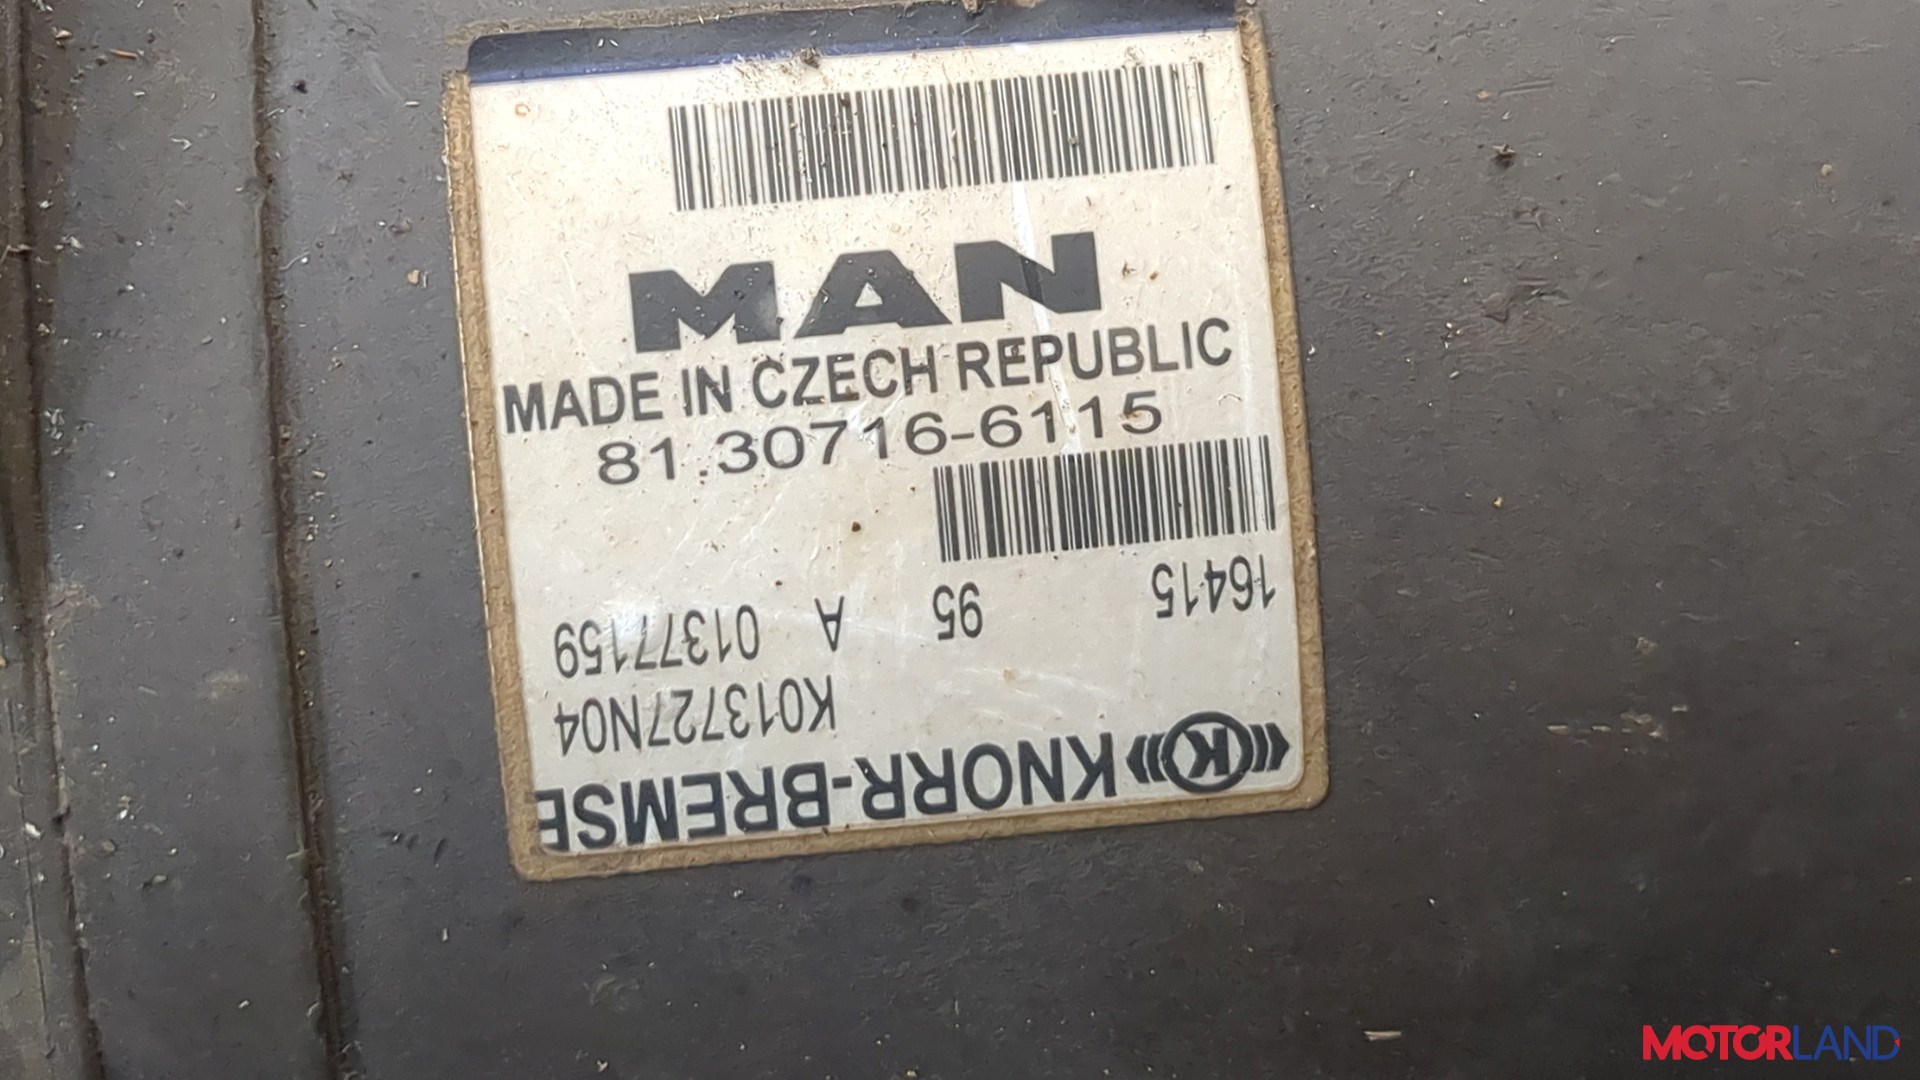 MAN
MADE IN CZECH REPUBLIC
81.30716-6115
KNORR-BREMSE
K013727N04
16415 95 A 01377159
MOTORLAND